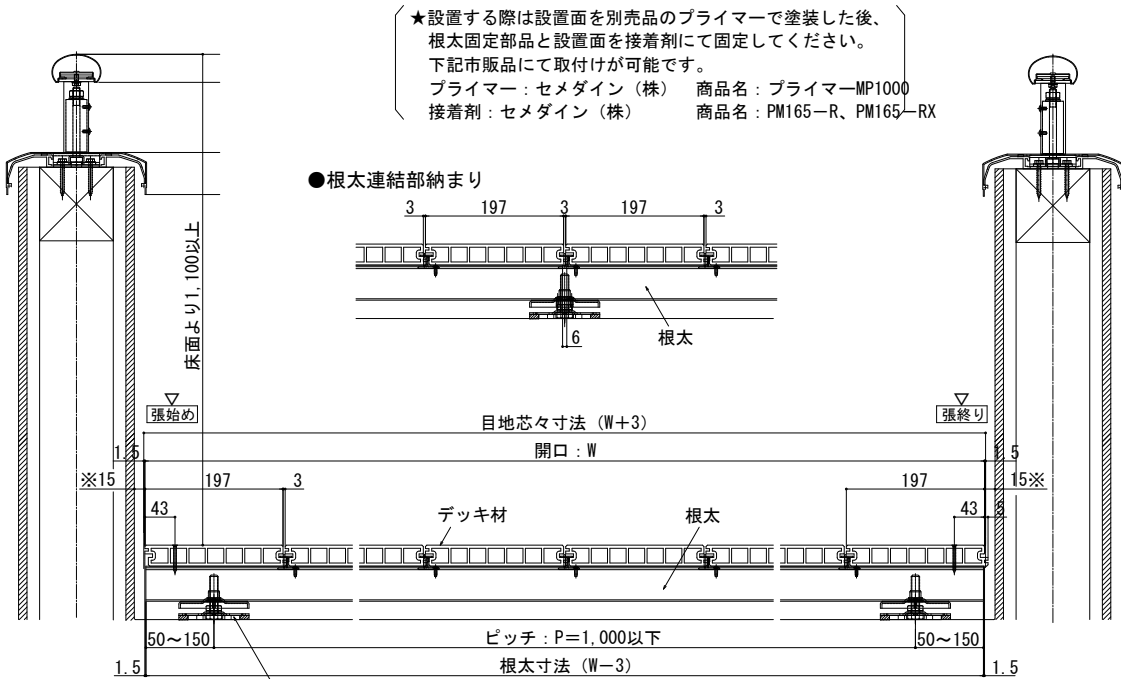 ★設置する際は設置面を別売品のプライマーで塗装した後、
根太固定部品と設置面を接着剤にて固定してください。
下記市販品にて取付けが可能です。
プライマー：セメダイン（株） 商品名：プライマーMP1000
接着剤：セメダイン（株） 商品名：PM165－R、PM165－RX
●根太連結部納まり
3 197 3 197 3
床面より1,100以上
根太
6
張始め 張終り
目地芯々寸法（W＋3）
1.5 開口：W 1.5
※15 197 3 197 15※
43 デッキ材 根太 43 5
50～150 ピッチ：P＝1,000以下 50～150
1.5 根太寸法（W－3） 1.5